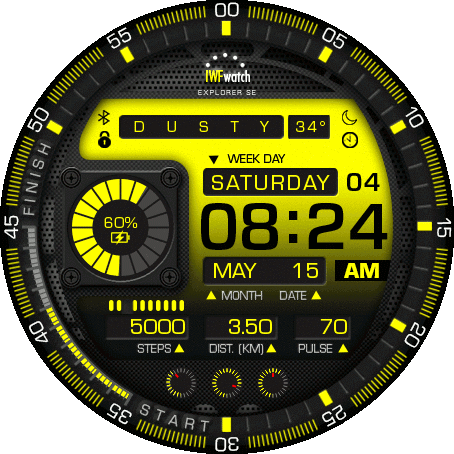 00
05
55
IWFwatch
EXPLORER SE
10
50
DUSTY 34°
WEEK DAY
FINISH
SATURDAY 04
08:24
60%
45
15
MAY 15 AM
MONTH DATE
5000 3.50 70
STEPS DIST. (KM) PULSE
40
20
START
35
25
30